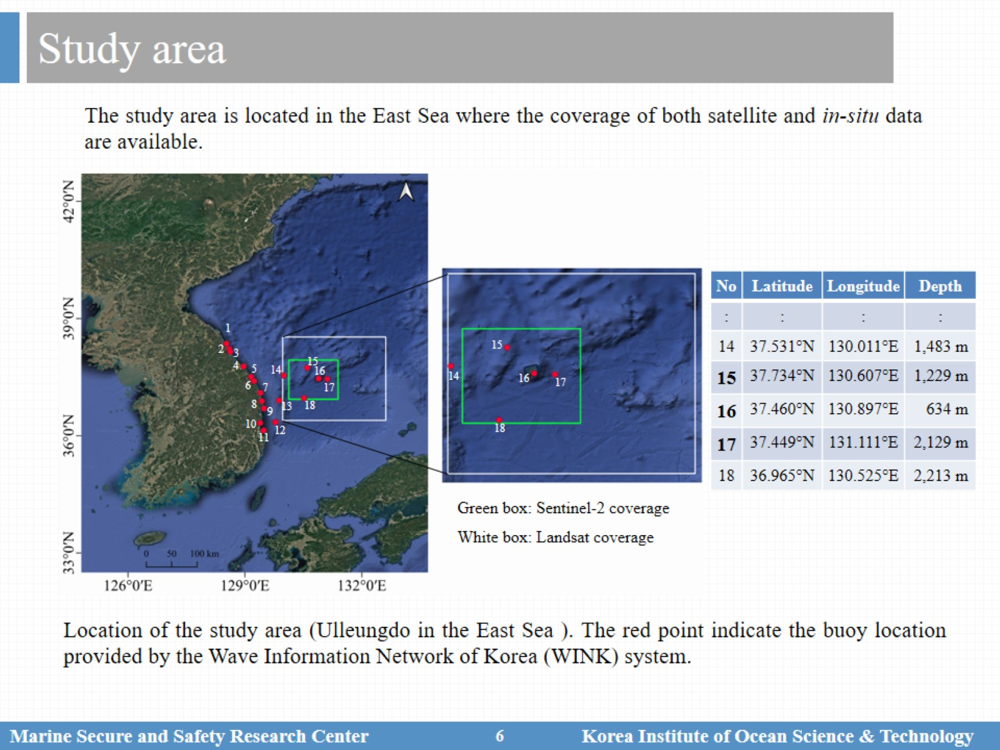 Study area
The study area is located in the East Sea where the coverage of both satellite and in-situ data
are available.
42°0'N
39°0'N
36°0'N
33°0'N
126°0'E
129°0'E
132°0'E
1
2
3
4
5
6
7
8
9
10
11
12
13
14
15
16
17
18
0 50 100 km
15
14
16
17
18
Green box: Sentinel-2 coverage
White box: Landsat coverage
No Latitude Longitude Depth
: : : :
14 37.531°N 130.011°E 1,483 m
15 37.734°N 130.607°E 1,229 m
16 37.460°N 130.897°E 634 m
17 37.449°N 131.111°E 2,129 m
18 36.965°N 130.525°E 2,213 m
Location of the study area (Ulleungdo in the East Sea ). The red point indicate the buoy location
provided by the Wave Information Network of Korea (WINK) system.
Marine Secure and Safety Research Center 6 Korea Institute of Ocean Science & Technology